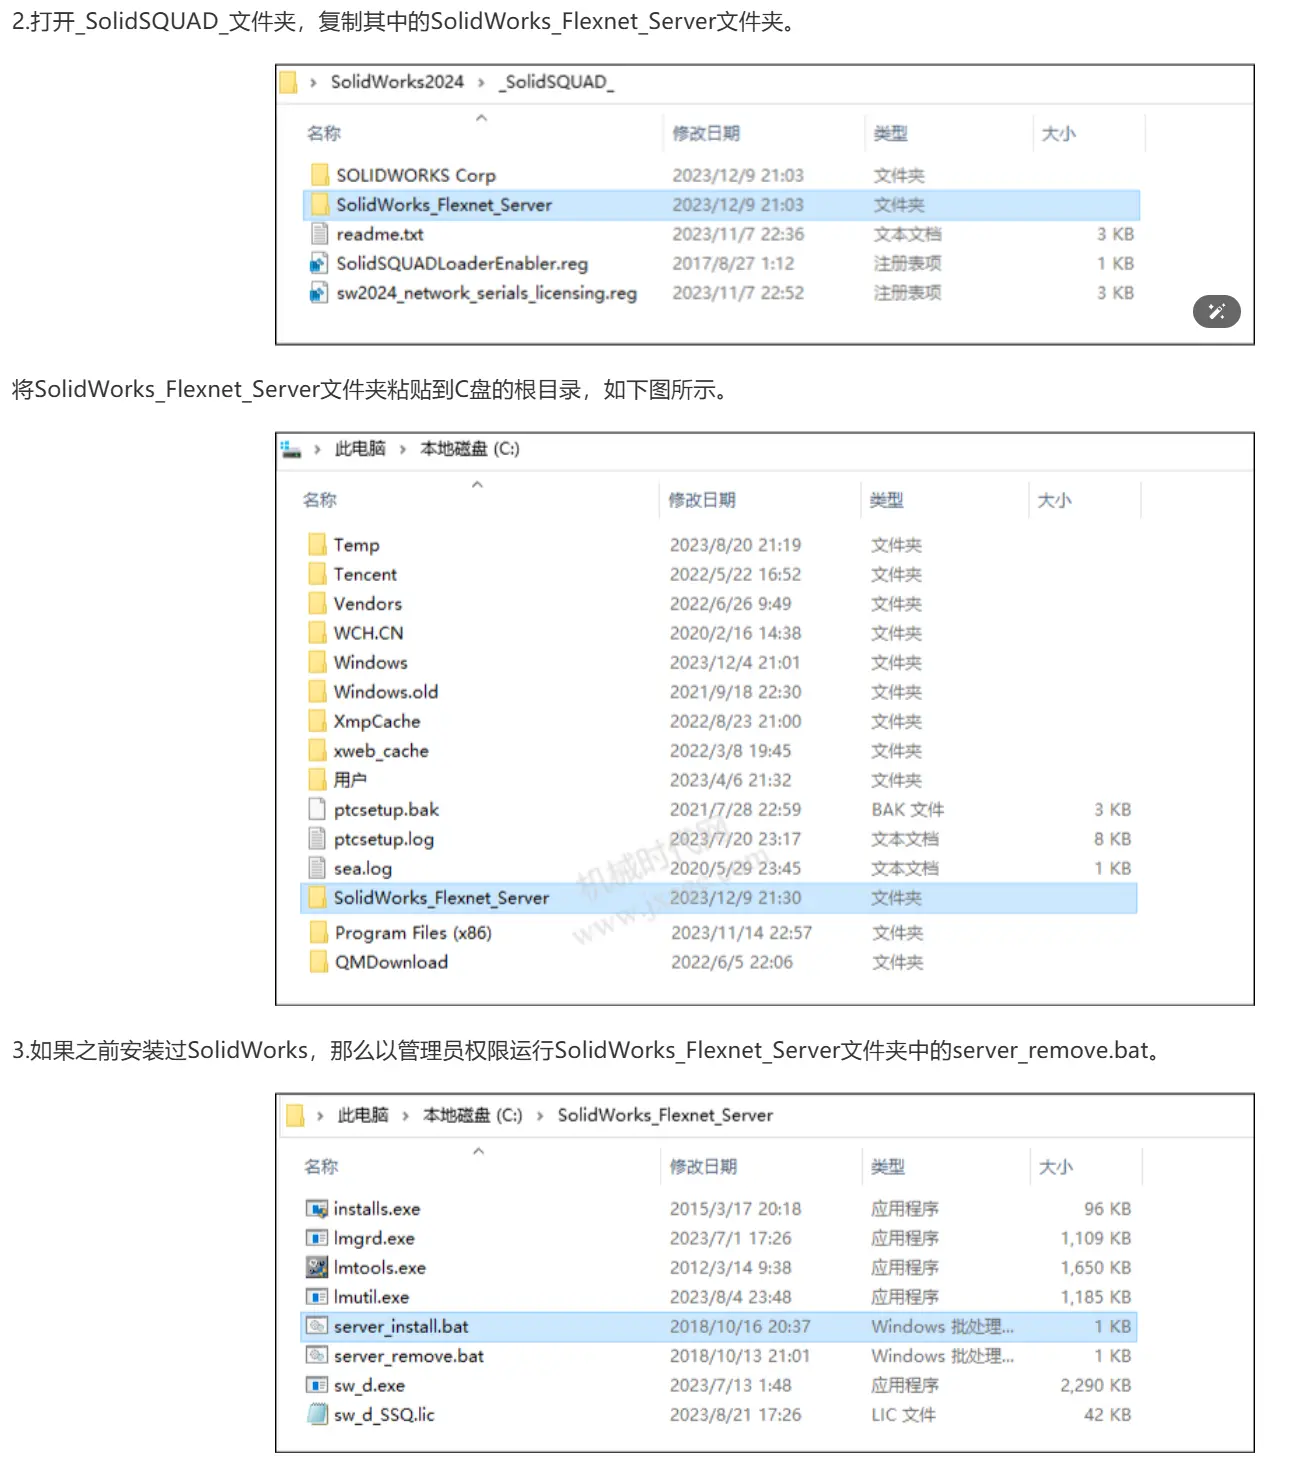 2.打开_SolidSQUAD_文件夹，复制其中的SolidWorks_Flexnet_Server文件夹。
SolidWorks2024 › _SolidSQUAD_
名称 修改日期 类型 大小
SOLIDWORKS Corp 2023/12/9 21:03 文件夹
SolidWorks_Flexnet_Server 2023/12/9 21:03 文件夹
readme.txt 2023/11/7 22:36 文本文档 3 KB
SolidSQUADLoaderEnabler.reg 2017/8/27 1:12 注册表项 1 KB
sw2024_network_serials_licensing.reg 2023/11/7 22:52 注册表项 3 KB
将SolidWorks_Flexnet_Server文件夹粘贴到C盘的根目录，如下图所示。
此电脑 › 本地磁盘 (C:)
名称 修改日期 类型 大小
Temp 2023/8/20 21:19 文件夹
Tencent 2022/5/22 16:52 文件夹
Vendors 2022/6/26 9:49 文件夹
WCH.CN 2020/2/16 14:38 文件夹
Windows 2023/12/4 21:01 文件夹
Windows.old 2021/9/18 22:30 文件夹
XmpCache 2022/8/23 21:00 文件夹
xweb_cache 2022/3/8 19:45 文件夹
用户 2023/4/6 21:32 文件夹
ptcsetup.bak 2021/7/28 22:59 BAK 文件 3 KB
ptcsetup.log 2023/7/20 23:17 文本文档 8 KB
sea.log 2020/5/29 23:45 文本文档 1 KB
SolidWorks_Flexnet_Server 2023/12/9 21:30 文件夹
Program Files (x86) 2023/11/14 22:57 文件夹
QMDownload 2022/6/5 22:06 文件夹
机械时代网
3.如果之前安装过SolidWorks，那么以管理员权限运行SolidWorks_Flexnet_Server文件夹中的server_remove.bat。
此电脑 › 本地磁盘 (C:) › SolidWorks_Flexnet_Server
名称 修改日期 类型 大小
installs.exe 2015/3/17 20:18 应用程序 96 KB
lmgrd.exe 2023/7/1 17:26 应用程序 1,109 KB
lmtools.exe 2012/3/14 9:38 应用程序 1,650 KB
lmutil.exe 2023/8/4 23:48 应用程序 1,185 KB
server_install.bat 2018/10/16 20:37 Windows 批处理... 1 KB
server_remove.bat 2018/10/13 21:01 Windows 批处理... 1 KB
sw_d.exe 2023/7/13 1:48 应用程序 2,290 KB
sw_d_SSQ.lic 2023/8/21 17:26 LIC 文件 42 KB